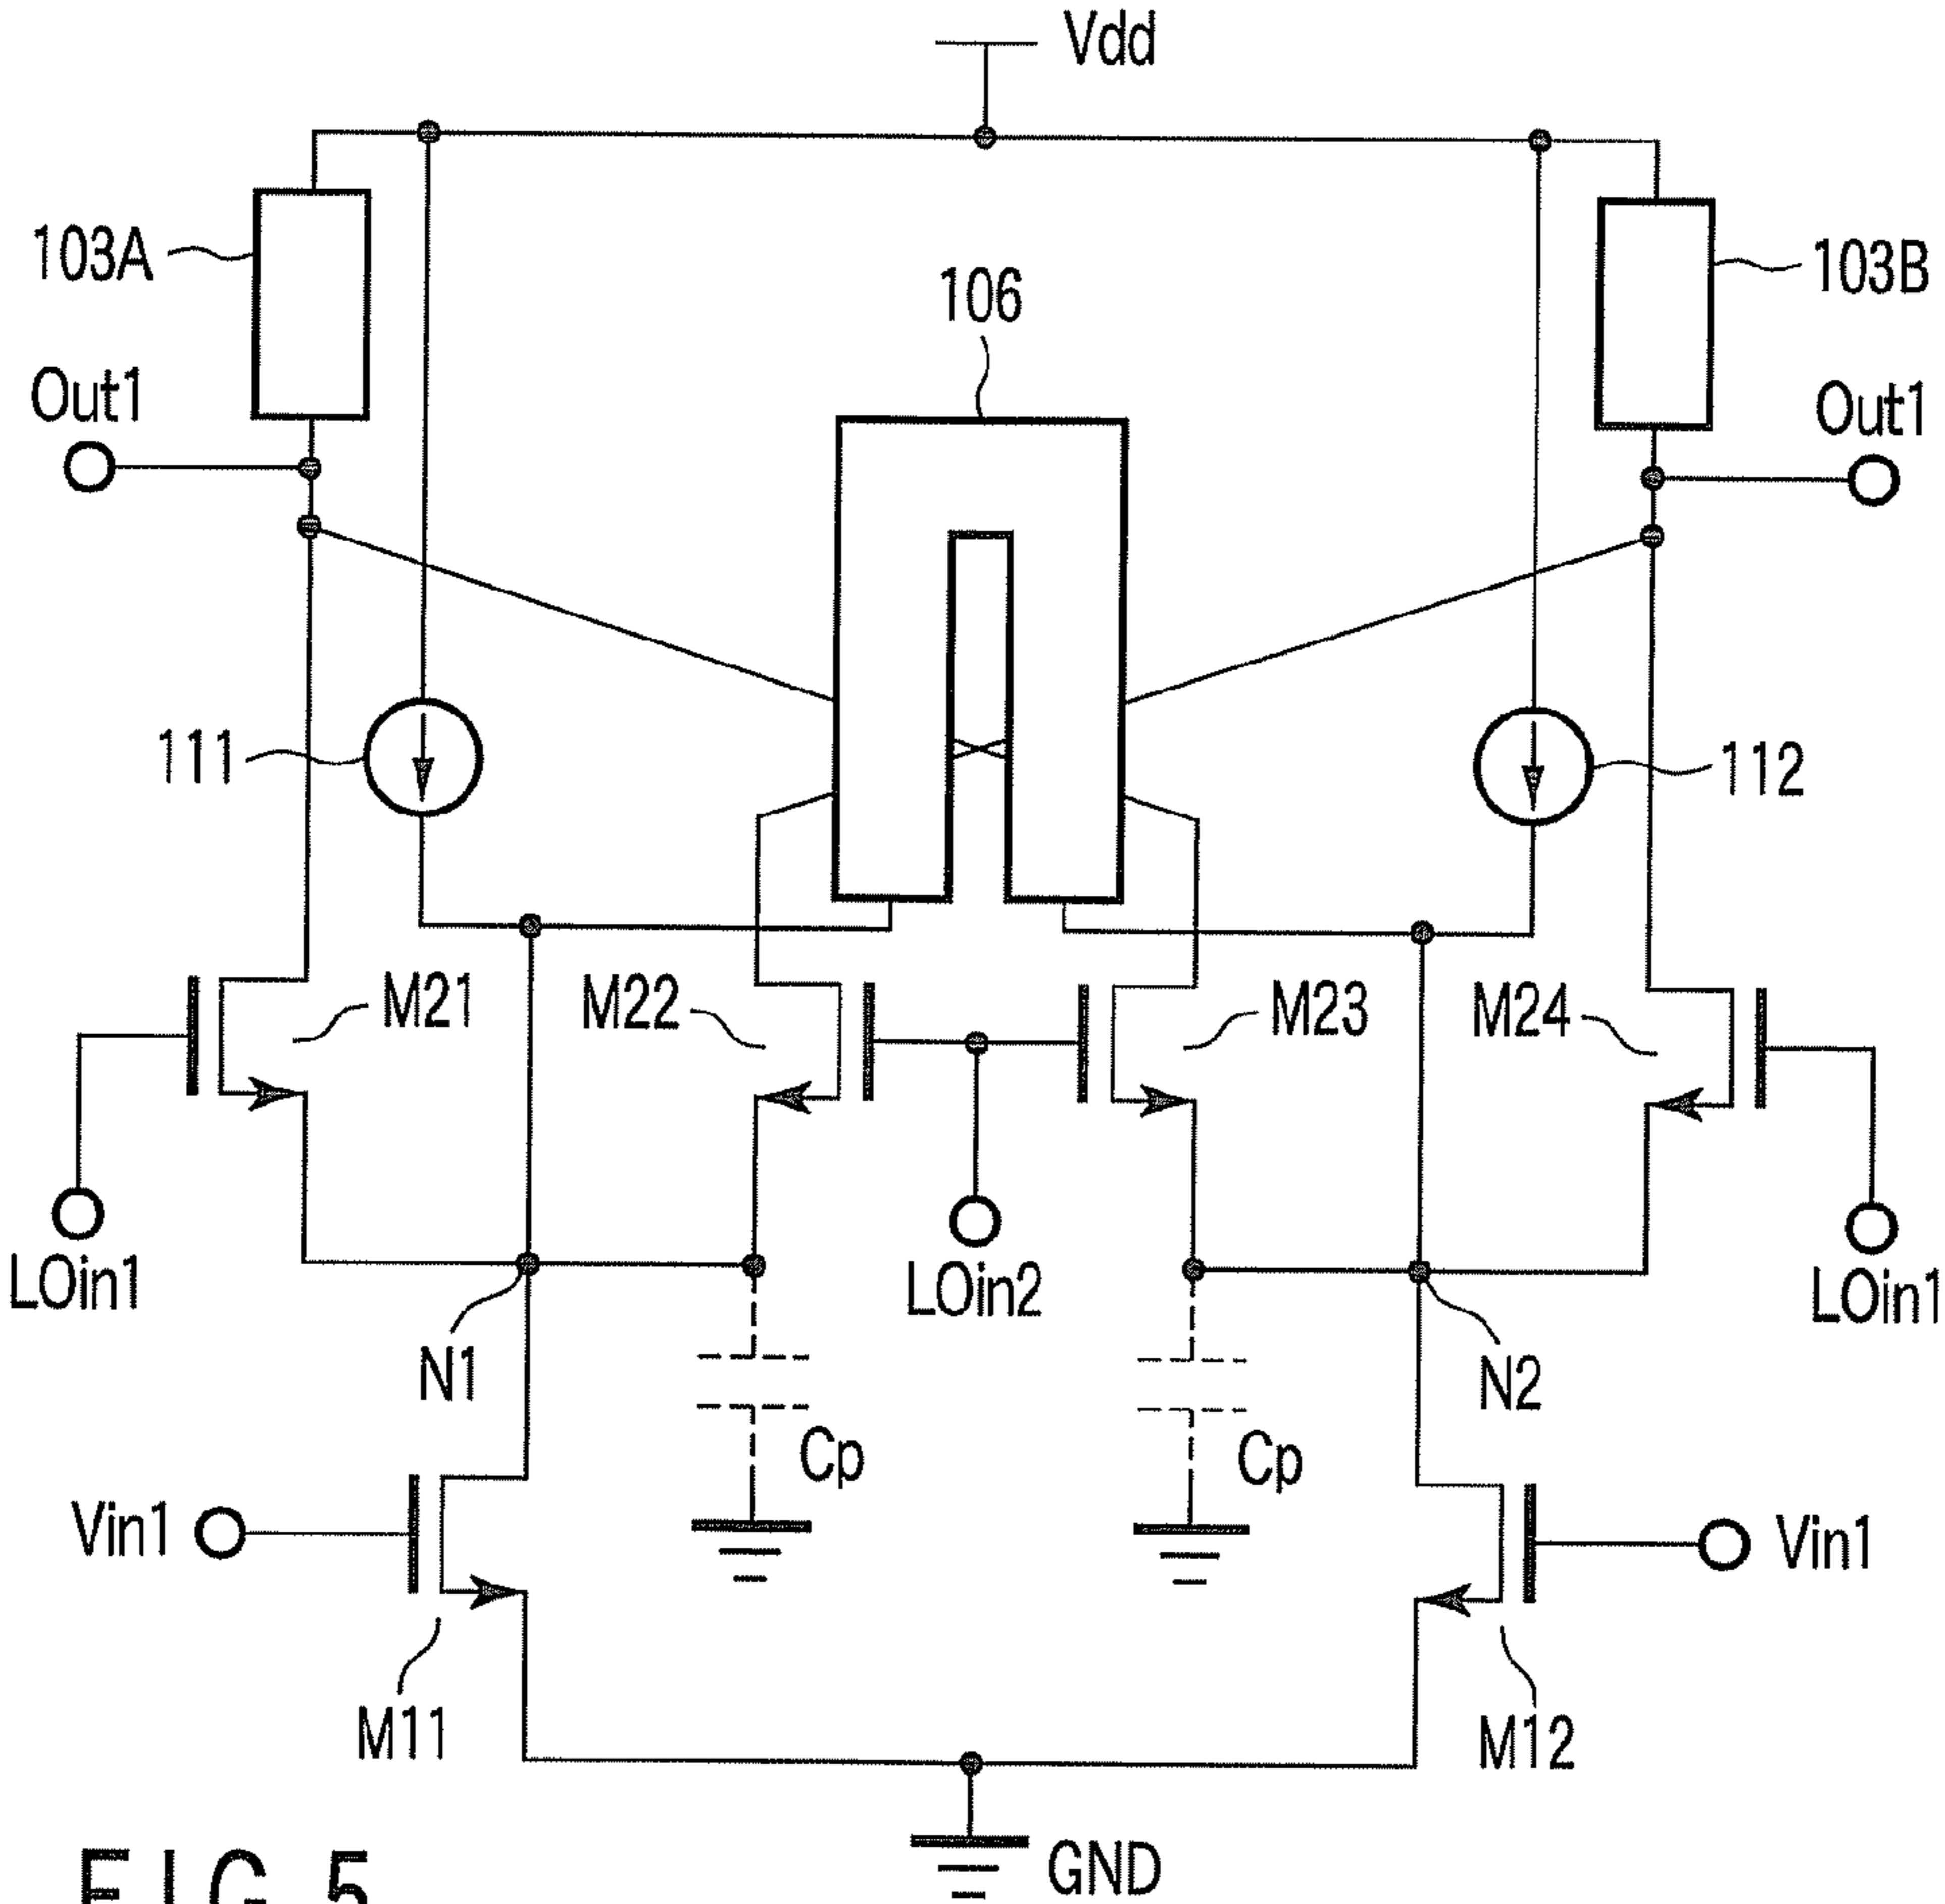 Vdd
103A
103B
106
Out1
Out1
111
112
M21
M22
M23
M24
LOin1
LOin2
LOin1
N1
N2
Cp
Cp
Vin1
Vin1
M11
M12
GND
FIG. 5